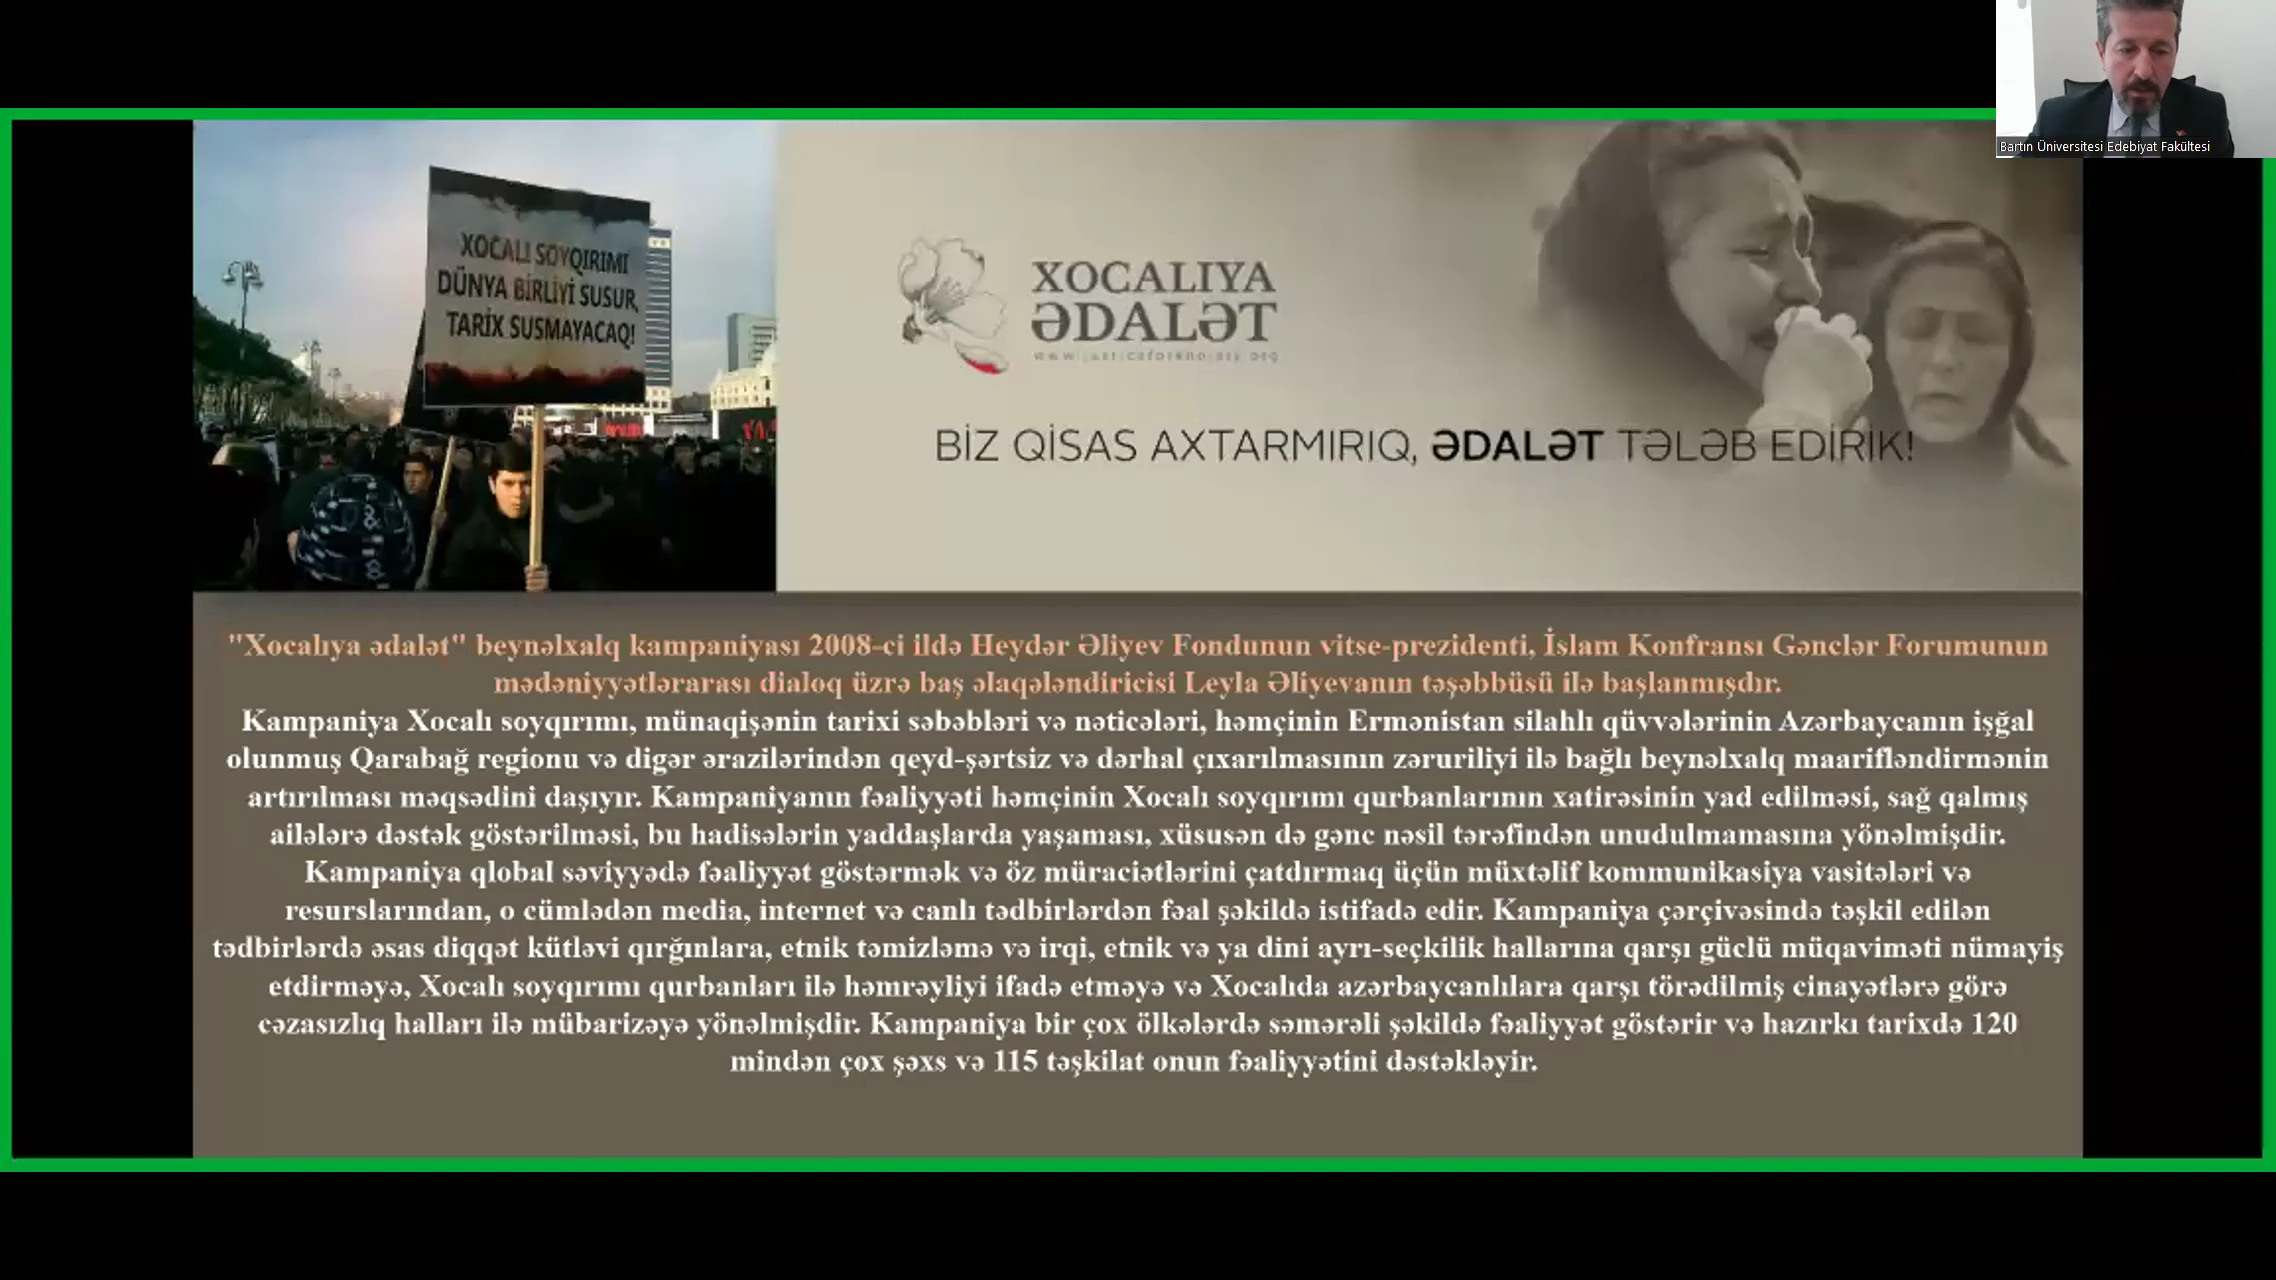 Bartın Üniversitesi Edebiyat Fakültesi
XOCALI SOYQIRIMI
DÜNYA BİRLİYİ SUSUR,
TARİX SUSMAYACAQ!
XOCALIYA
ƏDALƏT
BİZ QİSAS AXTARMIRIQ, ƏDALƏT TƏLƏB EDİRİK!
"Xocalıya ədalət" beynəlxalq kampaniyası 2008-ci ildə Heydər Əliyev Fondunun vitse-prezidenti, İslam Konfransı Gənclər Forumunun
mədəniyyətlərarası dialoq üzrə baş əlaqələndiricisi Leyla Əliyevanın təşəbbüsü ilə başlanmışdır.
Kampaniya Xocalı soyqırımı, münaqişənin tarixi səbəbləri və nəticələri, həmçinin Ermənistan silahlı qüvvələrinin Azərbaycanın işğal
olunmuş Qarabağ regionu və digər ərazilərindən qeyd-şərtsiz və dərhal çıxarılmasının zəruriliyi ilə bağlı beynəlxalq maarifləndirmənin
artırılması məqsədini daşıyır. Kampaniyanın fəaliyyəti həmçinin Xocalı soyqırımı qurbanlarının xatirəsinin yad edilməsi, sağ qalmış
ailələrə dəstək göstərilməsi, bu hadisələrin yaddaşlarda yaşaması, xüsusən də gənc nəsil tərəfindən unudulmamasına yönəlmişdir.
Kampaniya qlobal səviyyədə fəaliyyət göstərmək və öz müraciətlərini çatdırmaq üçün müxtəlif kommunikasiya vasitələri və
resurslarından, o cümlədən media, internet və canlı tədbirlərdən fəal şəkildə istifadə edir. Kampaniya çərçivəsində təşkil edilən
tədbirlərdə əsas diqqət kütləvi qırğınlara, etnik təmizləmə və irqi, etnik və ya dini ayrı-seçkilik hallarına qarşı güclü müqaviməti nümayiş
etdirməyə, Xocalı soyqırımı qurbanları ilə həmrəyliyi ifadə etməyə və Xocalıda azərbaycanlılara qarşı törədilmiş cinayətlərə görə
cəzasızlıq halları ilə mübarizəyə yönəlmişdir. Kampaniya bir çox ölkələrdə səmərəli şəkildə fəaliyyət göstərir və hazırkı tarixdə 120
mindən çox şəxs və 115 təşkilat onun fəaliyyətini dəstəkləyir.